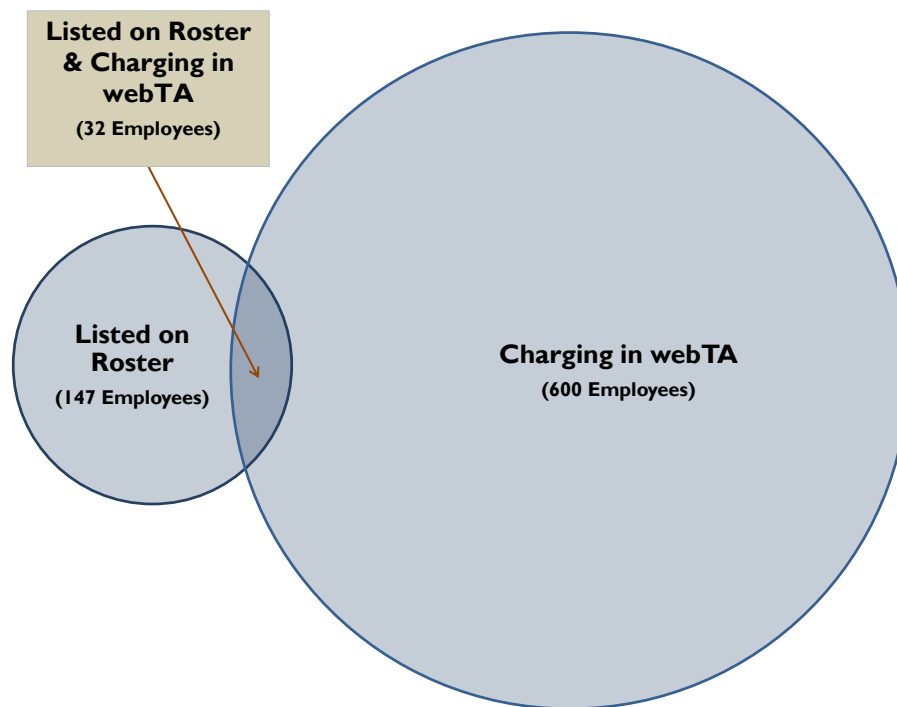 Listed on Roster
& Charging in
webTA
(32 Employees)
Listed on
Roster
(147 Employees)
Charging in webTA
(600 Employees)